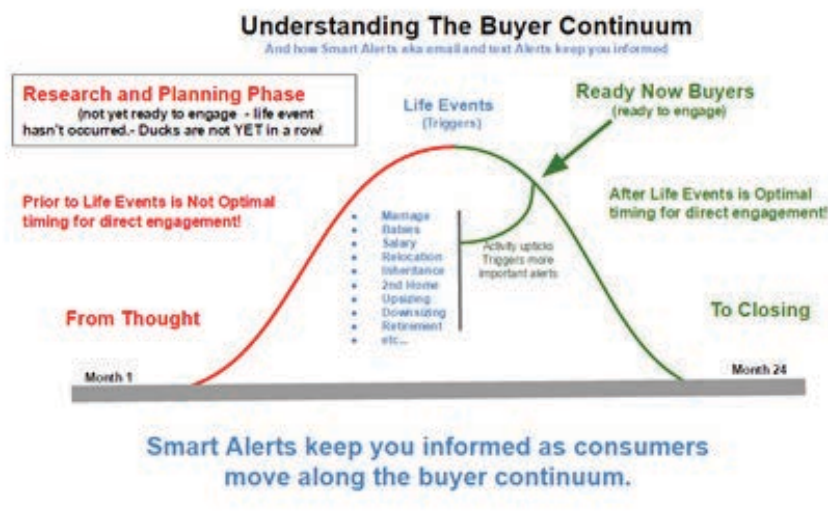 Understanding The Buyer Continuum
And how Smart Alerts aka email and text Alerts keep you informed
Research and Planning Phase
(not yet ready to engage - life event
hasn't occurred.- Ducks are not YET in a row!
Life Events
(Triggers)
Ready Now Buyers
(ready to engage)
Prior to Life Events is Not Optimal
timing for direct engagement!
After Life Events is Optimal
timing for direct engagement!
• Marriage
• Babies
• Salary
• Relocation
• Inheritance
• 2nd Home
• Upsizing
• Downsizing
• Retirement
• etc...
Activity upticks
Triggers more
important alerts
From Thought
To Closing
Month 1
Month 24
Smart Alerts keep you informed as consumers
move along the buyer continuum.